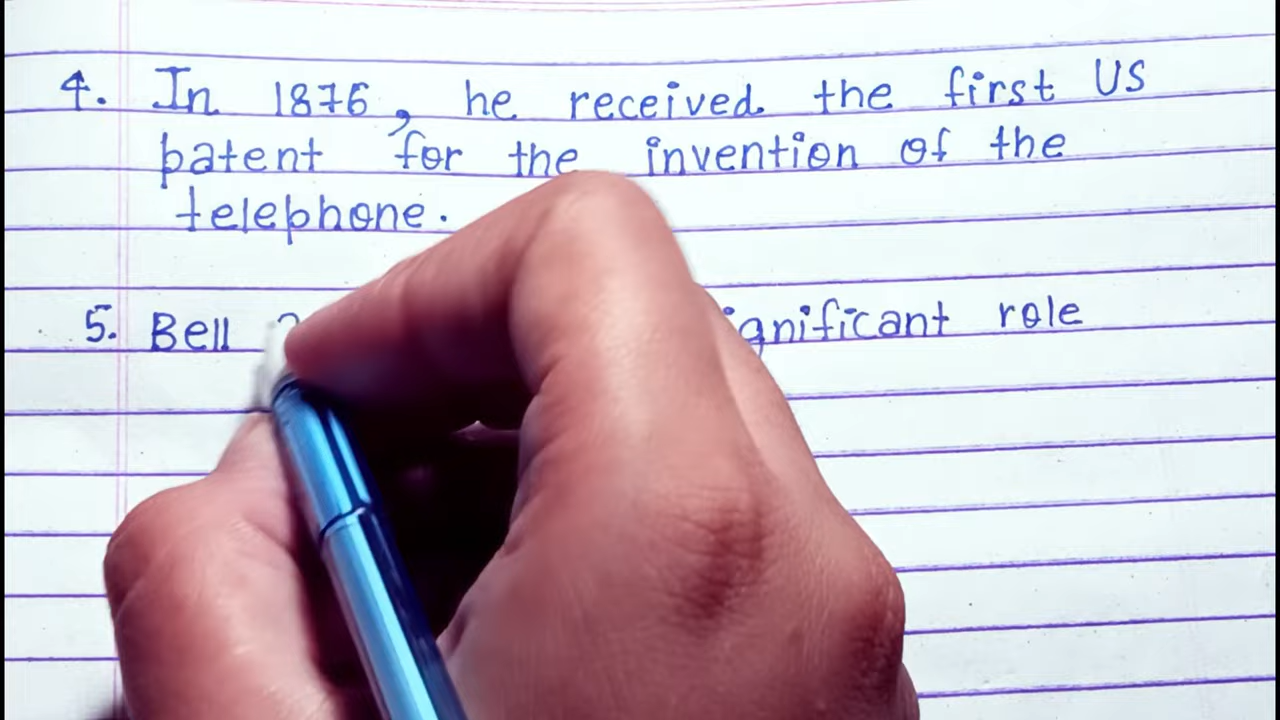 4. In 1876, he received the first US
patent for the invention of the
telephone.
5. Bell ignificant role